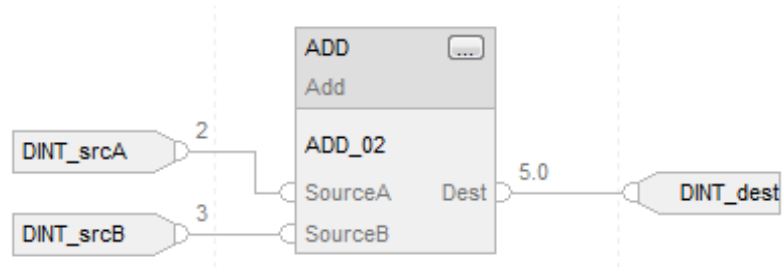 ADD ...
Add
2
DINT_srcA
ADD_02
SourceA Dest
5.0
DINT_dest
3
DINT_srcB
SourceB